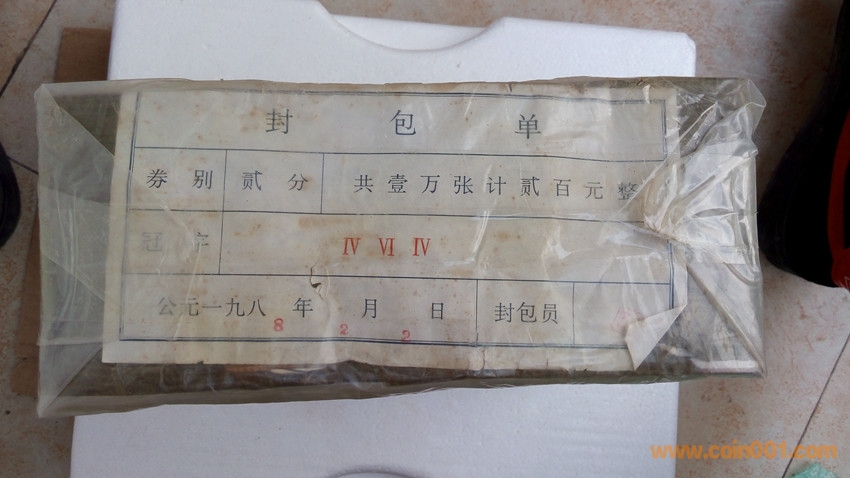 封包单
券别 贰分 共壹万张计贰百元整
冠字 Ⅳ Ⅵ Ⅳ
公元一九八8年2月2日 封包员
www.coin001.com